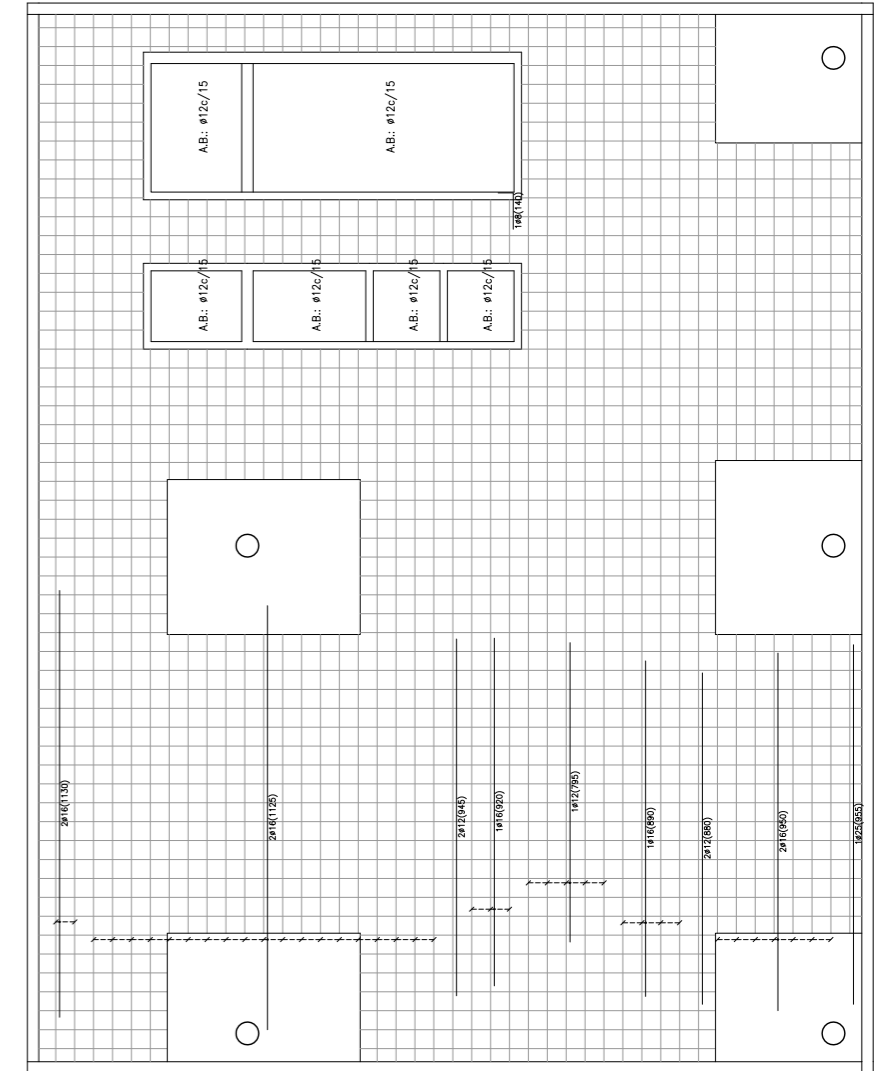 A.B.: ø12c/15
A.B.: ø12c/15
1ø8(140)
A.B.: ø12c/15
A.B.: ø12c/15
A.B.: ø12c/15
A.B.: ø12c/15
2ø16(1130)
2ø16(1125)
2ø12(945)
1ø16(920)
1ø12(795)
1ø16(890)
2ø12(880)
2ø16(950)
1ø25(955)